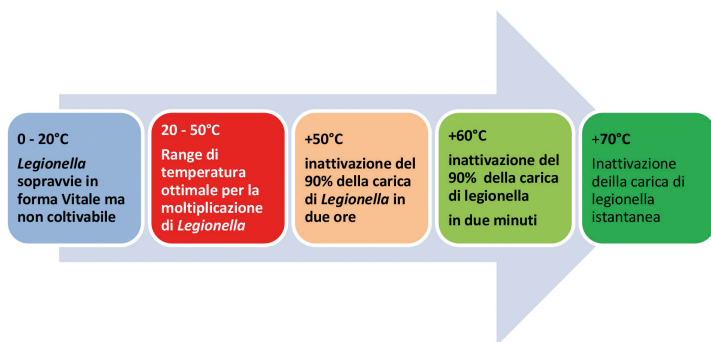 0 - 20°C
Legionella
sopravvie in
forma Vitale ma
non coltivabile
20 - 50°C
Range di
temperatura
ottimale per la
moltiplicazione
di Legionella
+50°C
inattivazione del
90% della carica
di Legionella in
due ore
+60°C
inattivazione del
90% della carica
di legionella
in due minuti
+70°C
Inattivazione
deilla carica di
legionella
istantanea